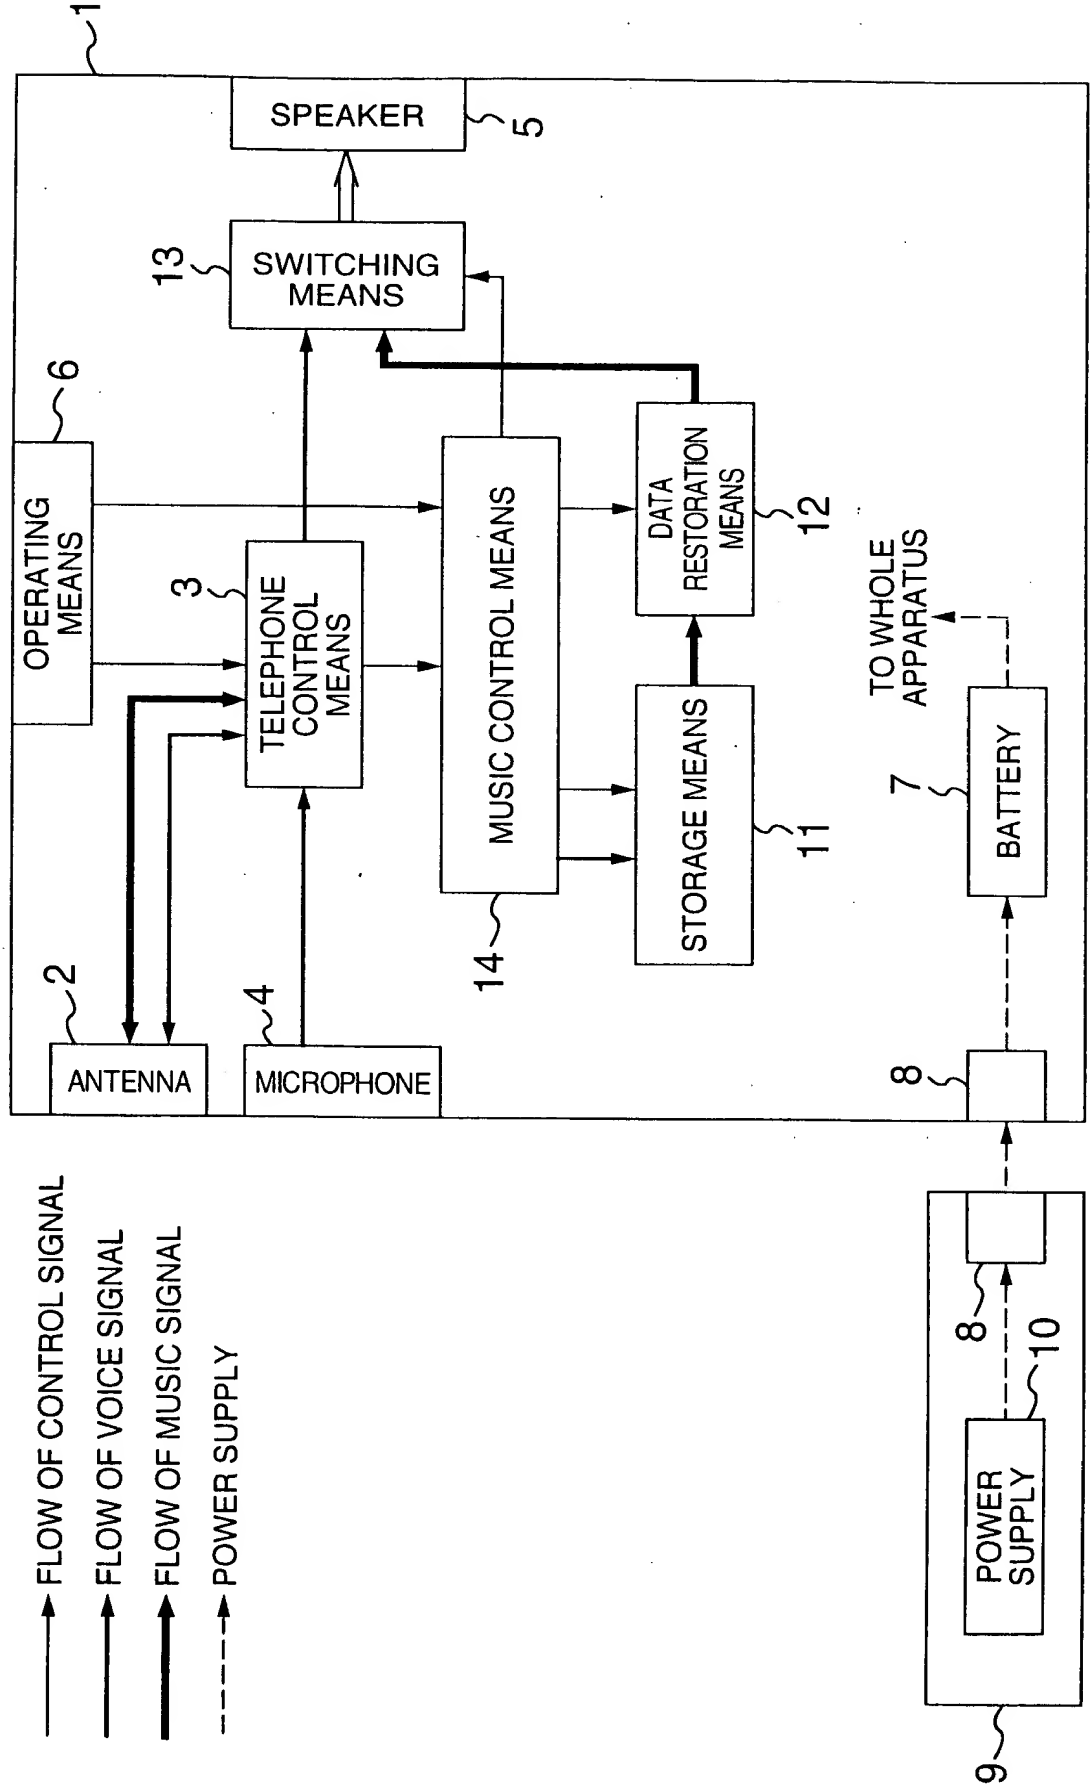 FLOW OF CONTROL SIGNAL
FLOW OF VOICE SIGNAL
FLOW OF MUSIC SIGNAL
POWER SUPPLY
1
ANTENNA
2
OPERATING
MEANS
6
MICROPHONE
4
TELEPHONE
CONTROL
MEANS
3
13
SWITCHING
MEANS
SPEAKER
5
14
MUSIC CONTROL MEANS
STORAGE MEANS
11
DATA
RESTORATION
MEANS
12
TO WHOLE
APPARATUS
7
BATTERY
8
8
POWER
SUPPLY
10
9